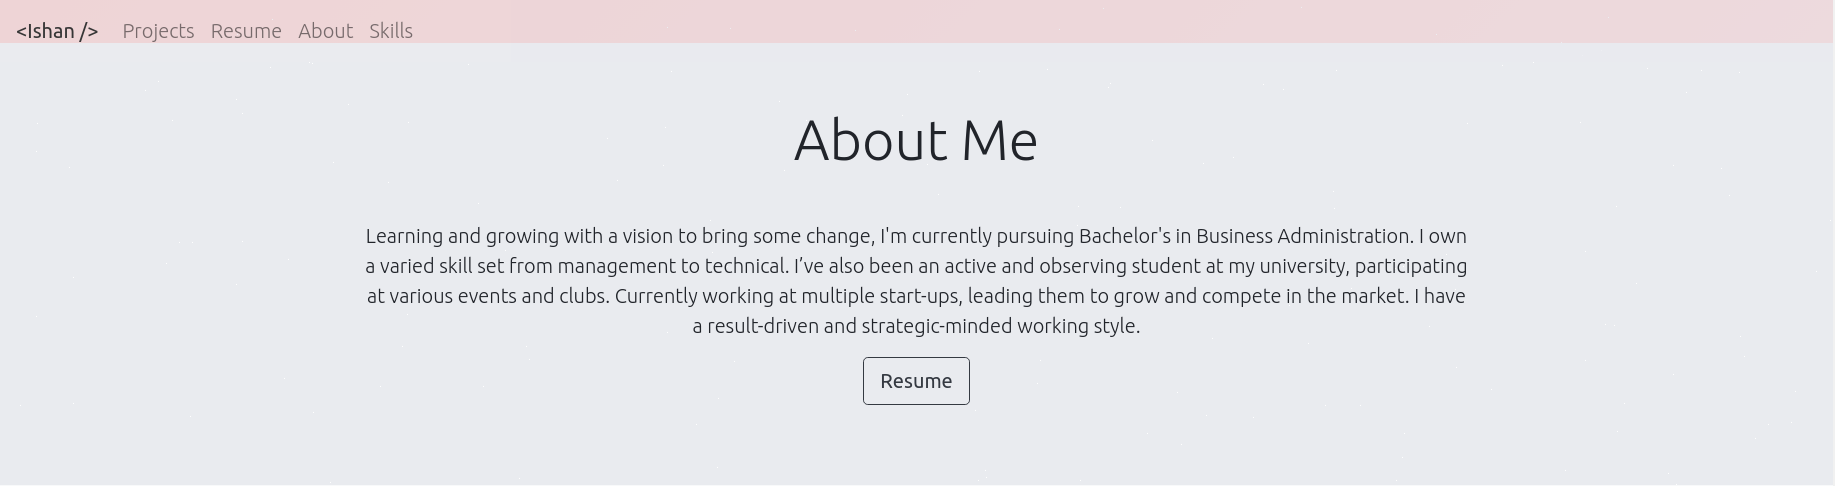 <Ishan /> Projects Resume About Skills
About Me
Learning and growing with a vision to bring some change, I'm currently pursuing Bachelor's in Business Administration. I own
a varied skill set from management to technical. I’ve also been an active and observing student at my university, participating
at various events and clubs. Currently working at multiple start-ups, leading them to grow and compete in the market. I have
a result-driven and strategic-minded working style.
Resume